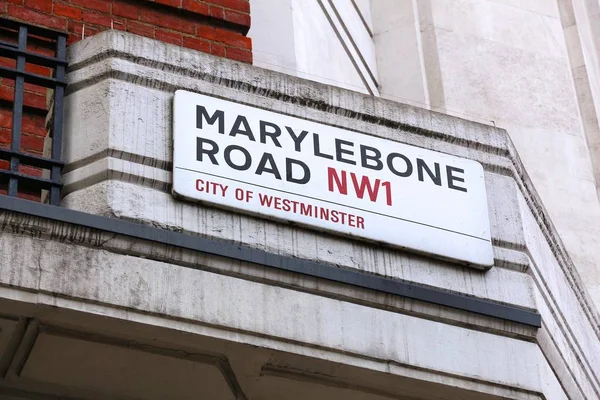 MARYLEBONE
ROAD NW1
CITY OF WESTMINSTER